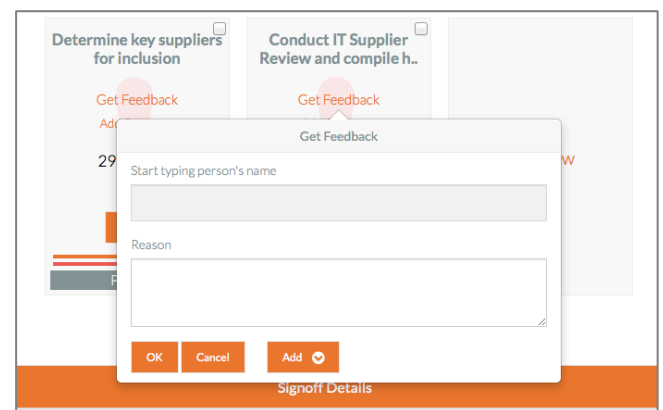 Determine key suppliers
for inclusion
Conduct IT Supplier
Review and compile h..
Get Feedback
Get Feedback
29
W
Get Feedback
Start typing person's name
Reason
OK
Cancel
Add
Signoff Details